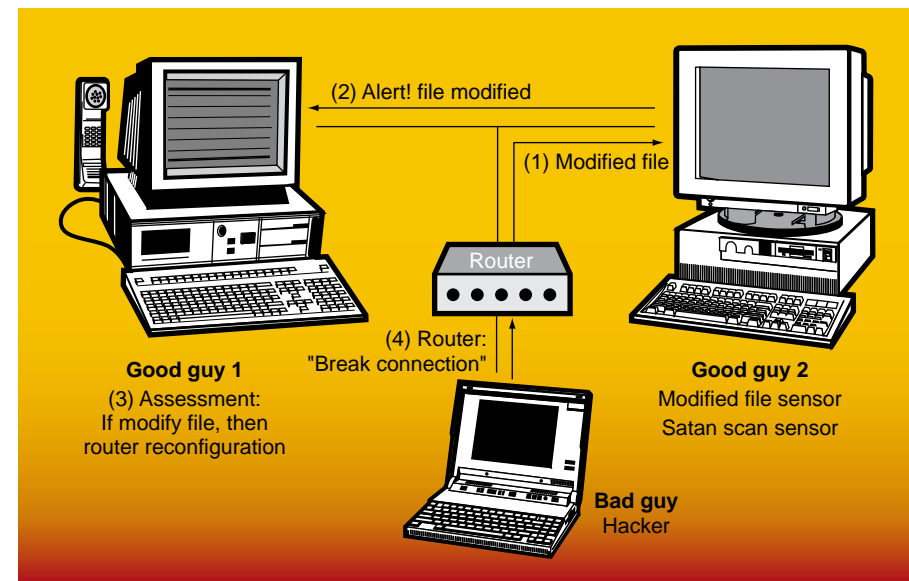 (2) Alert! file modified
(1) Modified file
Router
(4) Router:
"Break connection"
Good guy 1
(3) Assessment:
If modify file, then
router reconfiguration
Good guy 2
Modified file sensor
Satan scan sensor
Bad guy
Hacker